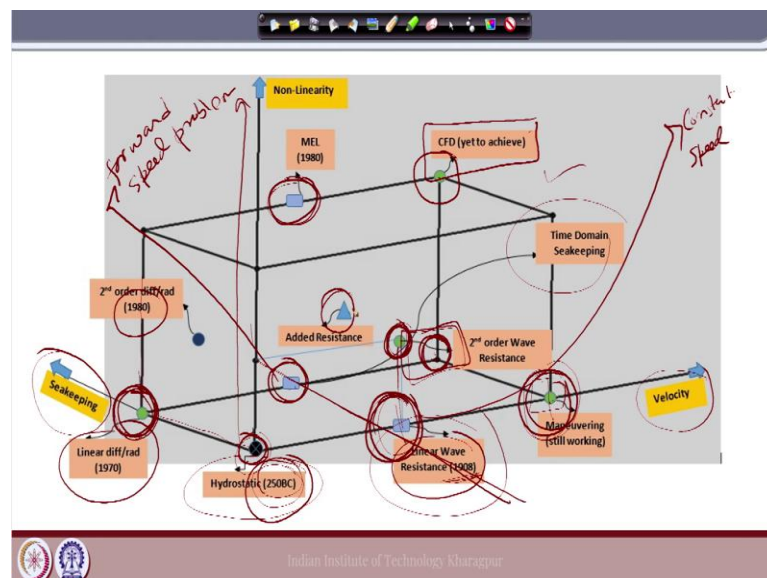 Non-Linearity
forward
speed problem
MEL
(1980)
CFD (yet to achieve)
Constant
speed
Time Domain
Seakeeping
2nd order diff/rad
(1980)
Added Resistance
2nd order Wave
Resistance
Seakeeping
Velocity
Linear diff/rad
(1970)
Hydrostatic (250BC)
Linear Wave
Resistance (1908)
Maneuvering
(still working)
Indian Institute of Technology Kharagpur